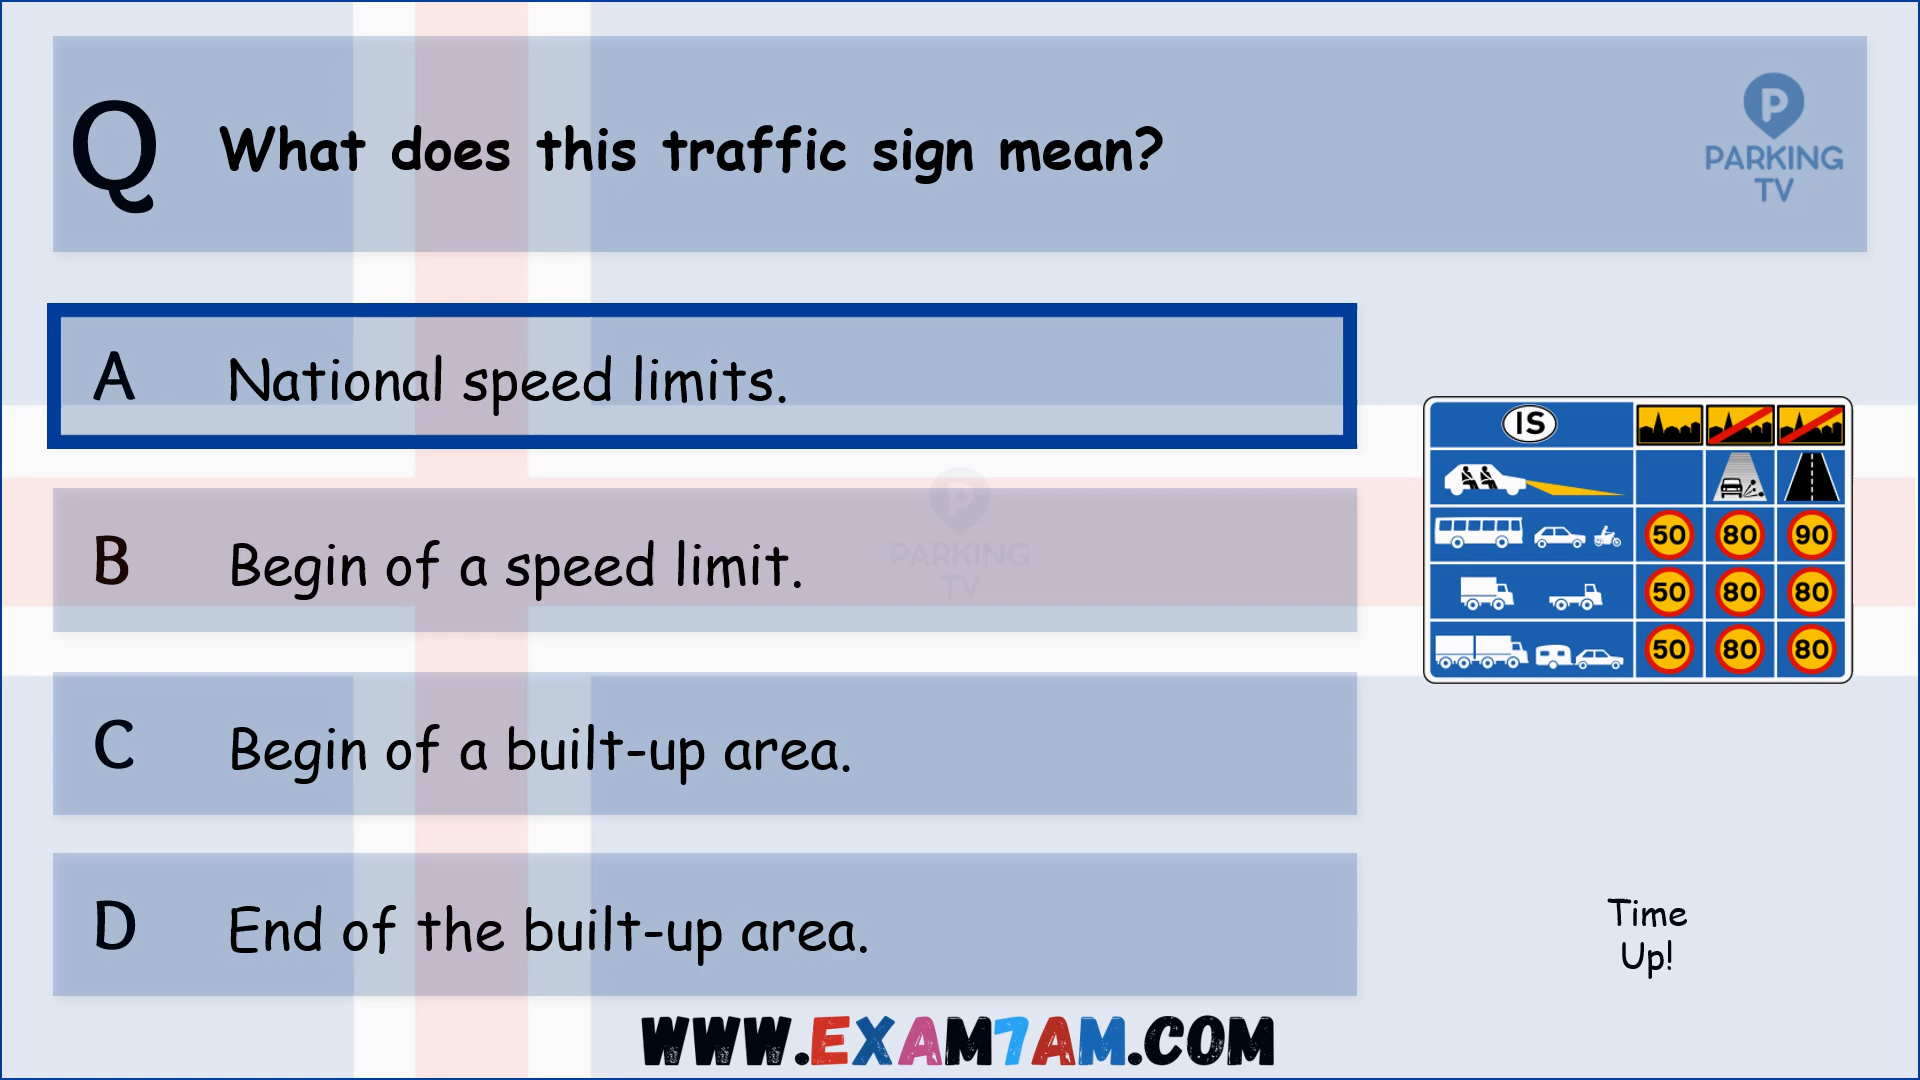 Q What does this traffic sign mean?
P
PARKING
TV
A National speed limits.
B Begin of a speed limit.
C Begin of a built-up area.
D End of the built-up area.
P
PARKING
TV
IS
50 80 90
50 80 80
50 80 80
Time
Up!
WWW.EXAM7AM.COM